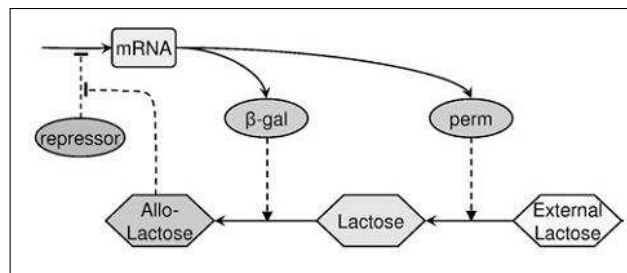 mRNA
repressor
β-gal
perm
Allo-
Lactose
Lactose
External
Lactose